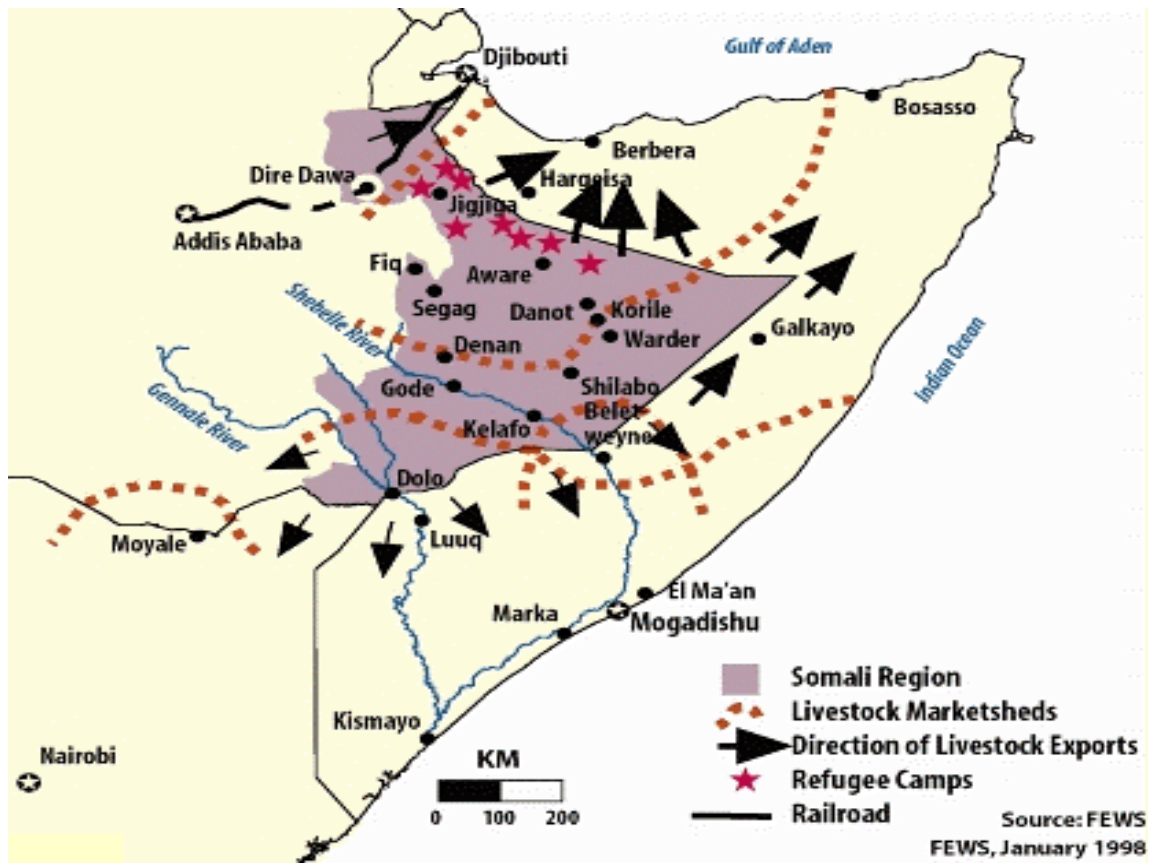 Gulf of Aden
Djibouti
Bosasso
Berbera
Dire Dawa
Hargeisa
Jigjiga
Addis Ababa
Fiq
Aware
Segag
Danot
Korile
Shebelle River
Warder
Galkayo
Denan
Indian Ocean
Gode
Shilabo
Gennale River
Kelafo
Belet
weyne
Dolo
Moyale
Luuq
El Ma'an
Marka
Mogadishu
Somali Region
Livestock Marketsheds
Kismayo
Direction of Livestock Exports
Nairobi
KM
Refugee Camps
0 100 200
Railroad
Source: FEWS
FEWS, January 1998